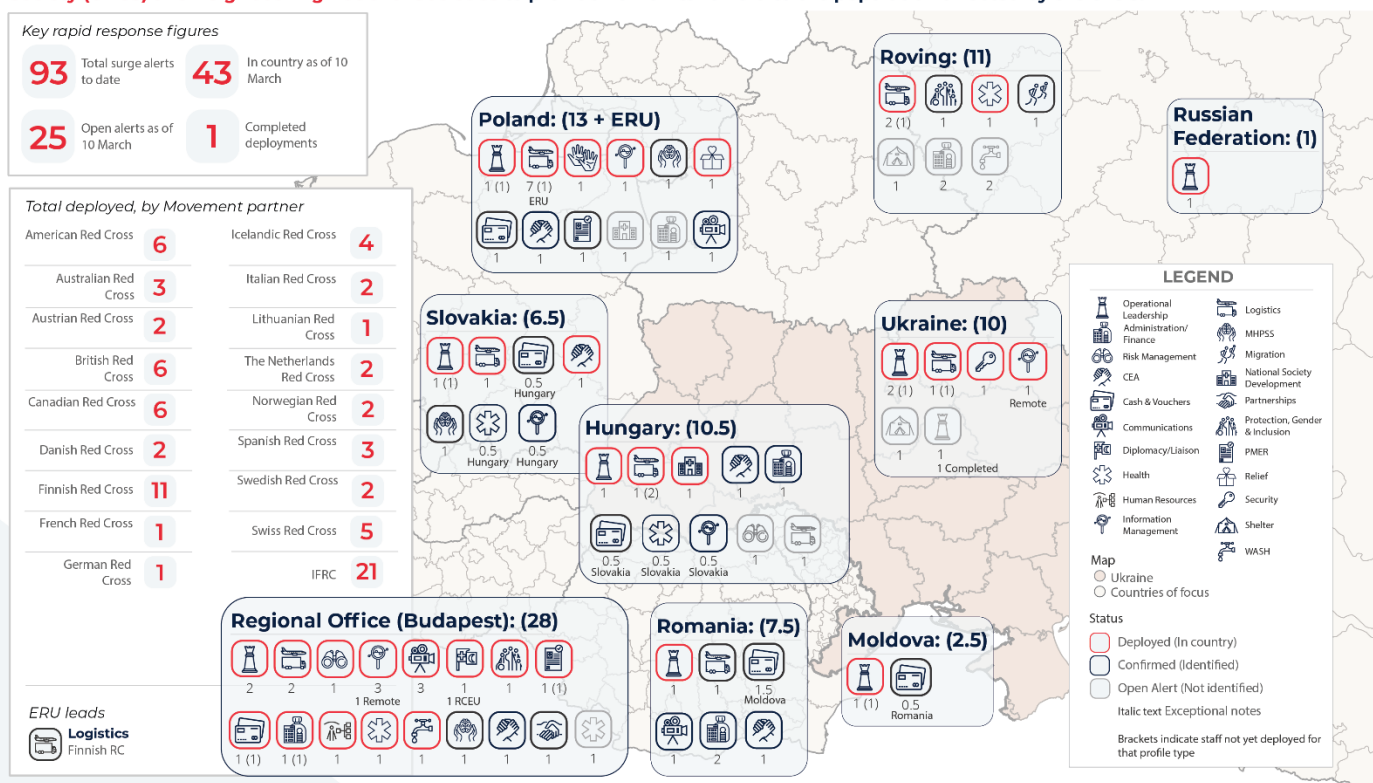 Key rapid response figures
93
Total surge alerts
to date
43
In country as of 10
March
25
Open alerts as of
10 March
1
Completed
deployments
Total deployed, by Movement partner
American Red Cross 6
Australian Red
Cross 3
Austrian Red Cross 2
British Red
Cross 6
Canadian Red Cross 6
Danish Red Cross 2
Finnish Red Cross 11
French Red Cross 1
German Red
Cross 1
Icelandic Red Cross 4
Italian Red Cross 2
Lithuanian Red
Cross 1
The Netherlands
Red Cross 2
Norwegian Red
Cross 2
Spanish Red Cross 3
Swedish Red Cross 2
Swiss Red Cross 5
IFRC 21
ERU leads
Logistics
Finnish RC
Poland: (13 + ERU)
1 (1) 7 (1) 1 1 1 1
ERU
1 1 1 1 1 1
Roving: (11)
2 (1) 1 1 1
1 2 2
Russian
Federation: (1)
1
Slovakia: (6.5)
1 (1) 1 0.5 1
Hungary
1 0.5 0.5
Hungary Hungary
Ukraine: (10)
2 (1) 1 (1) 1 1
Remote
1 1
1 Completed
Hungary: (10.5)
1 1 (2) 1 1 1
0.5 0.5 0.5 1 1
Slovakia Slovakia Slovakia
Regional Office (Budapest): (28)
2 2 1 3 3 1 1 1 (1)
1 Remote 1 RCEU
1 (1) 1 (1) 1 1 1 1 1 1 1
Romania: (7.5)
1 1 1.5
Moldova
1 2 1
Moldova: (2.5)
1 (1) 0.5
Romania
LEGEND
Operational
Leadership
Administration/
Finance
Risk Management
CEA
Cash & Vouchers
Communications
Diplomacy/Liaison
Health
Human Resources
Information
Management
Logistics
MHPSS
Migration
National Society
Development
Partnerships
Protection, Gender
& Inclusion
PMER
Relief
Security
Shelter
WASH
Map
Ukraine
Countries of focus
Status
Deployed (In country)
Confirmed (Identified)
Open Alert (Not identified)
Italic text Exceptional notes
Brackets indicate staff not yet deployed for
that profile type